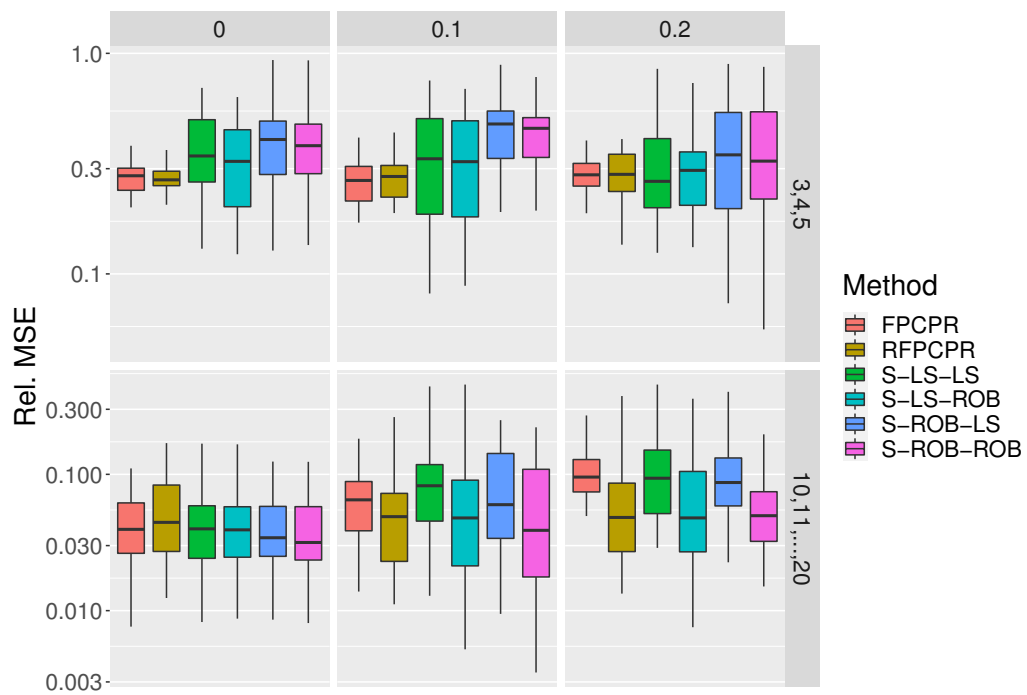 0
0.1
0.2
1.0
0.3
0.1
3,4,5
Rel. MSE
0.300
0.100
0.030
0.010
0.003
10,11,...,20
Method
FPCPR
RFPCPR
S−LS−LS
S−LS−ROB
S−ROB−LS
S−ROB−ROB